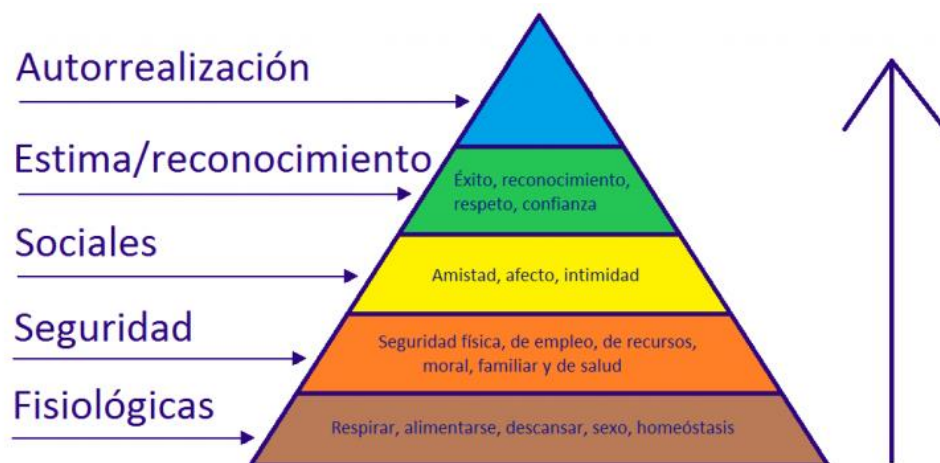 Autorrealización
Estima/reconocimiento
Éxito, reconocimiento,
respeto, confianza
Sociales
Amistad, afecto, intimidad
Seguridad
Seguridad física, de empleo, de recursos,
moral, familiar y de salud
Fisiológicas
Respirar, alimentarse, descansar, sexo, homeóstasis